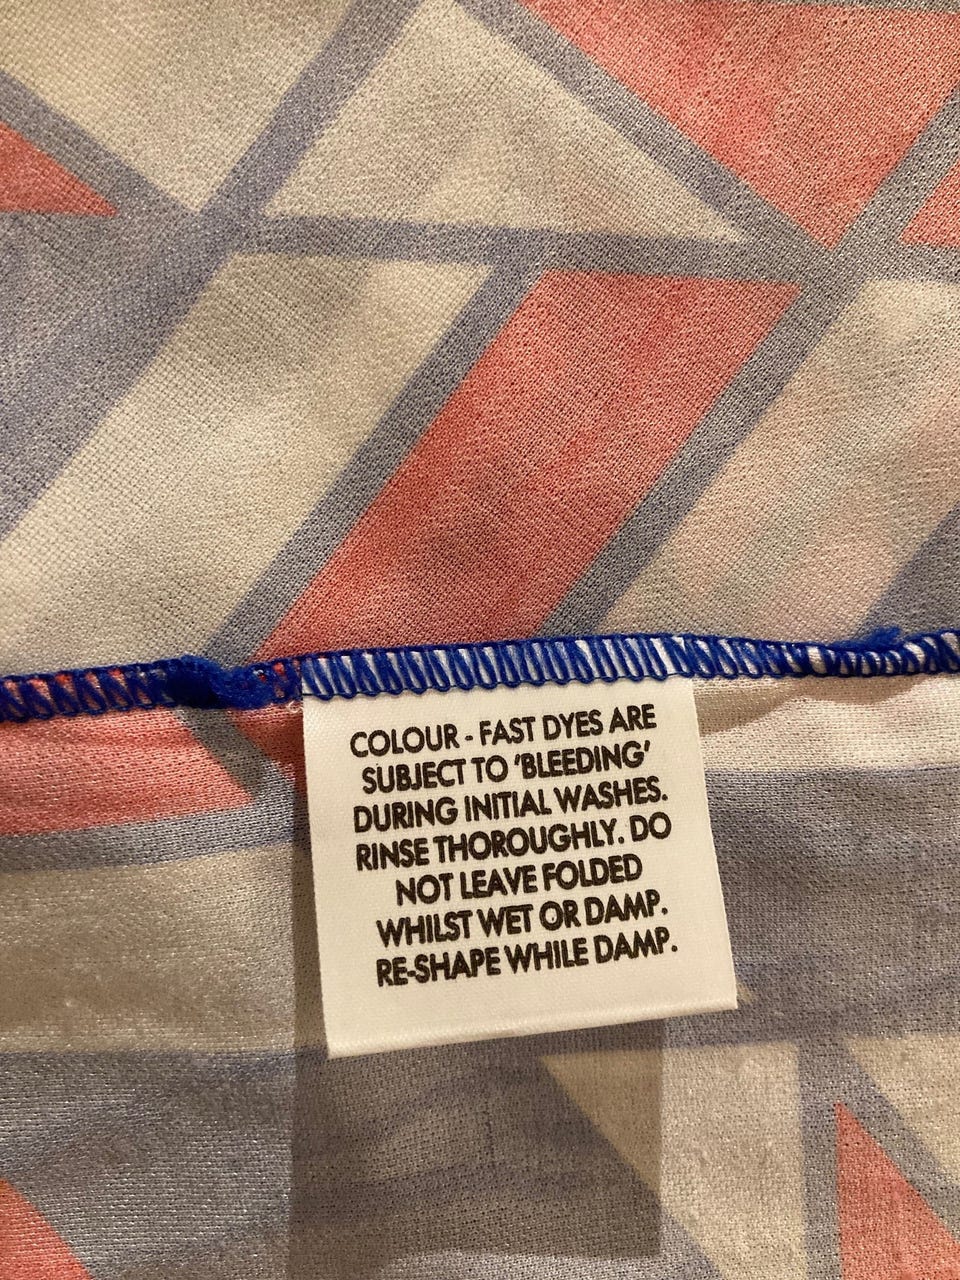 COLOUR - FAST DYES ARE
SUBJECT TO 'BLEEDING'
DURING INITIAL WASHES.
RINSE THOROUGHLY. DO
NOT LEAVE FOLDED
WHILST WET OR DAMP.
RE-SHAPE WHILE DAMP.